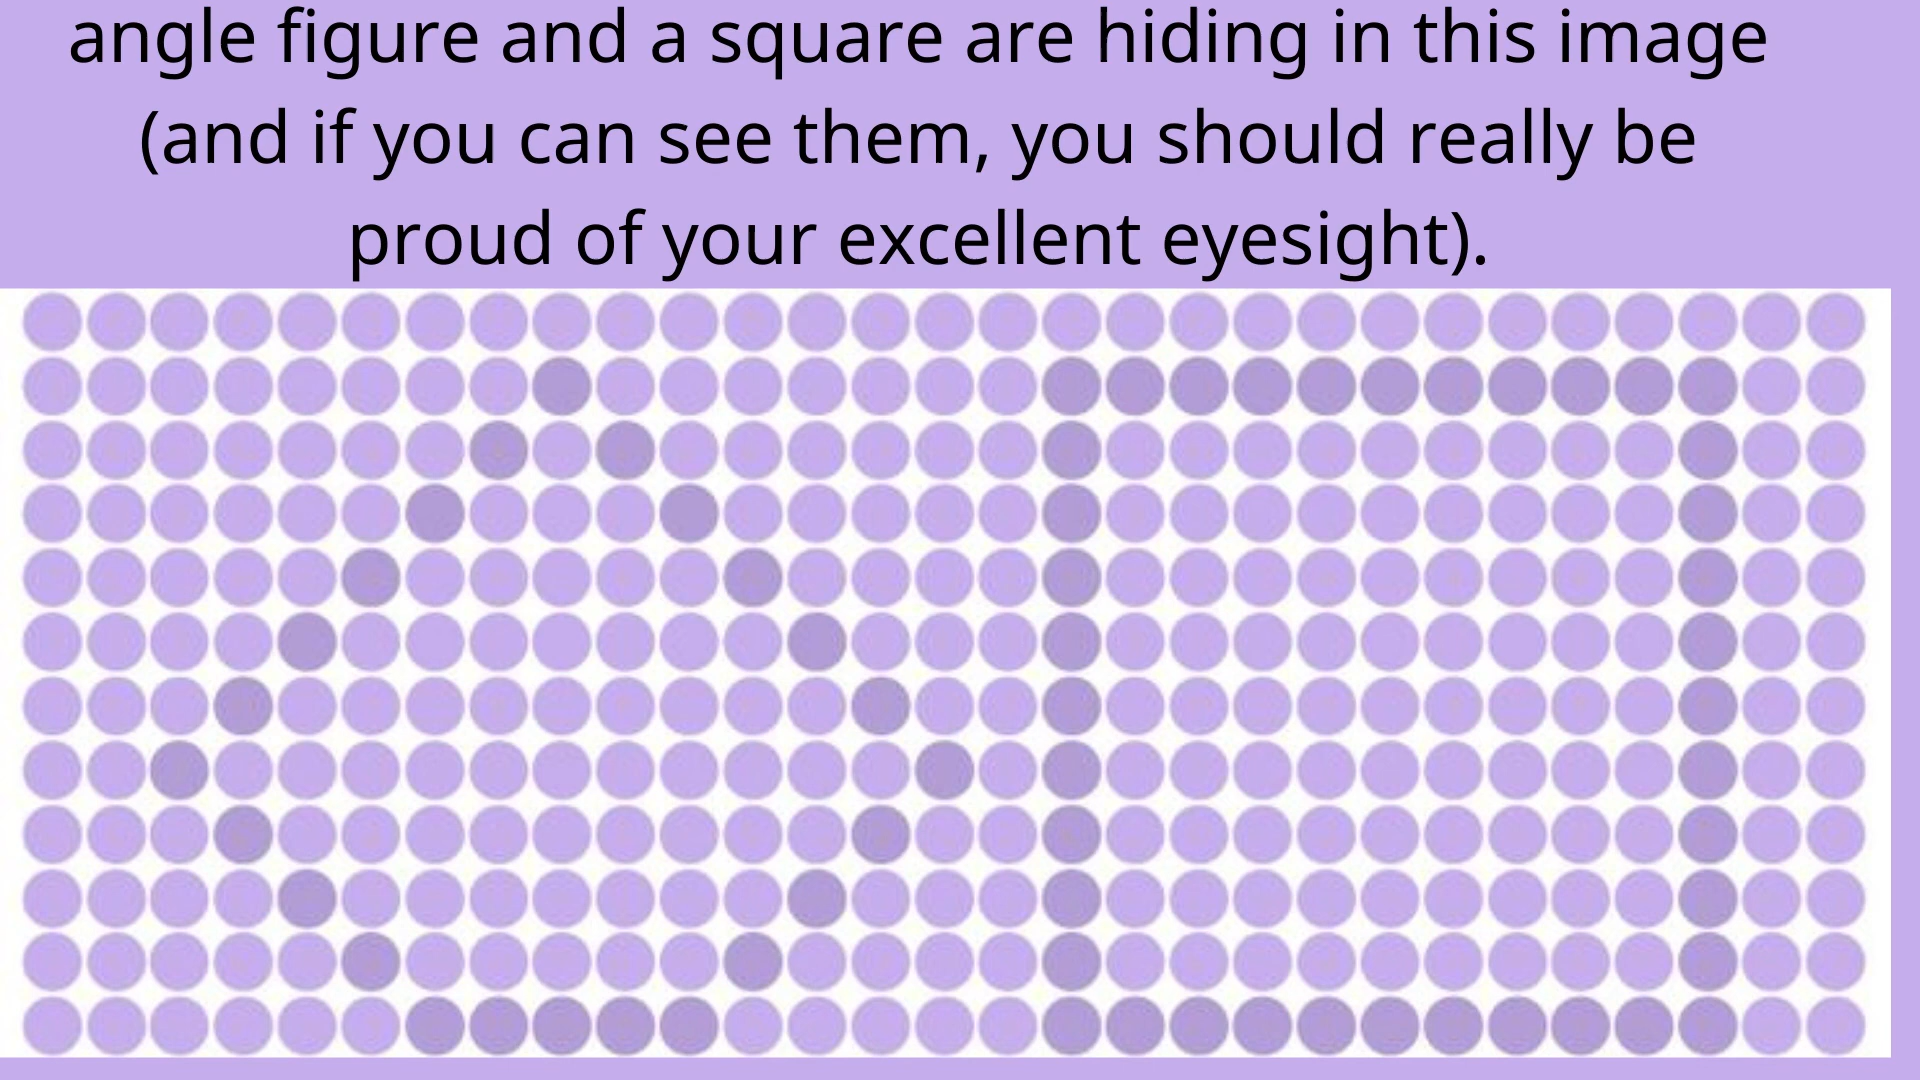 angle figure and a square are hiding in this image
(and if you can see them, you should really be
proud of your excellent eyesight).